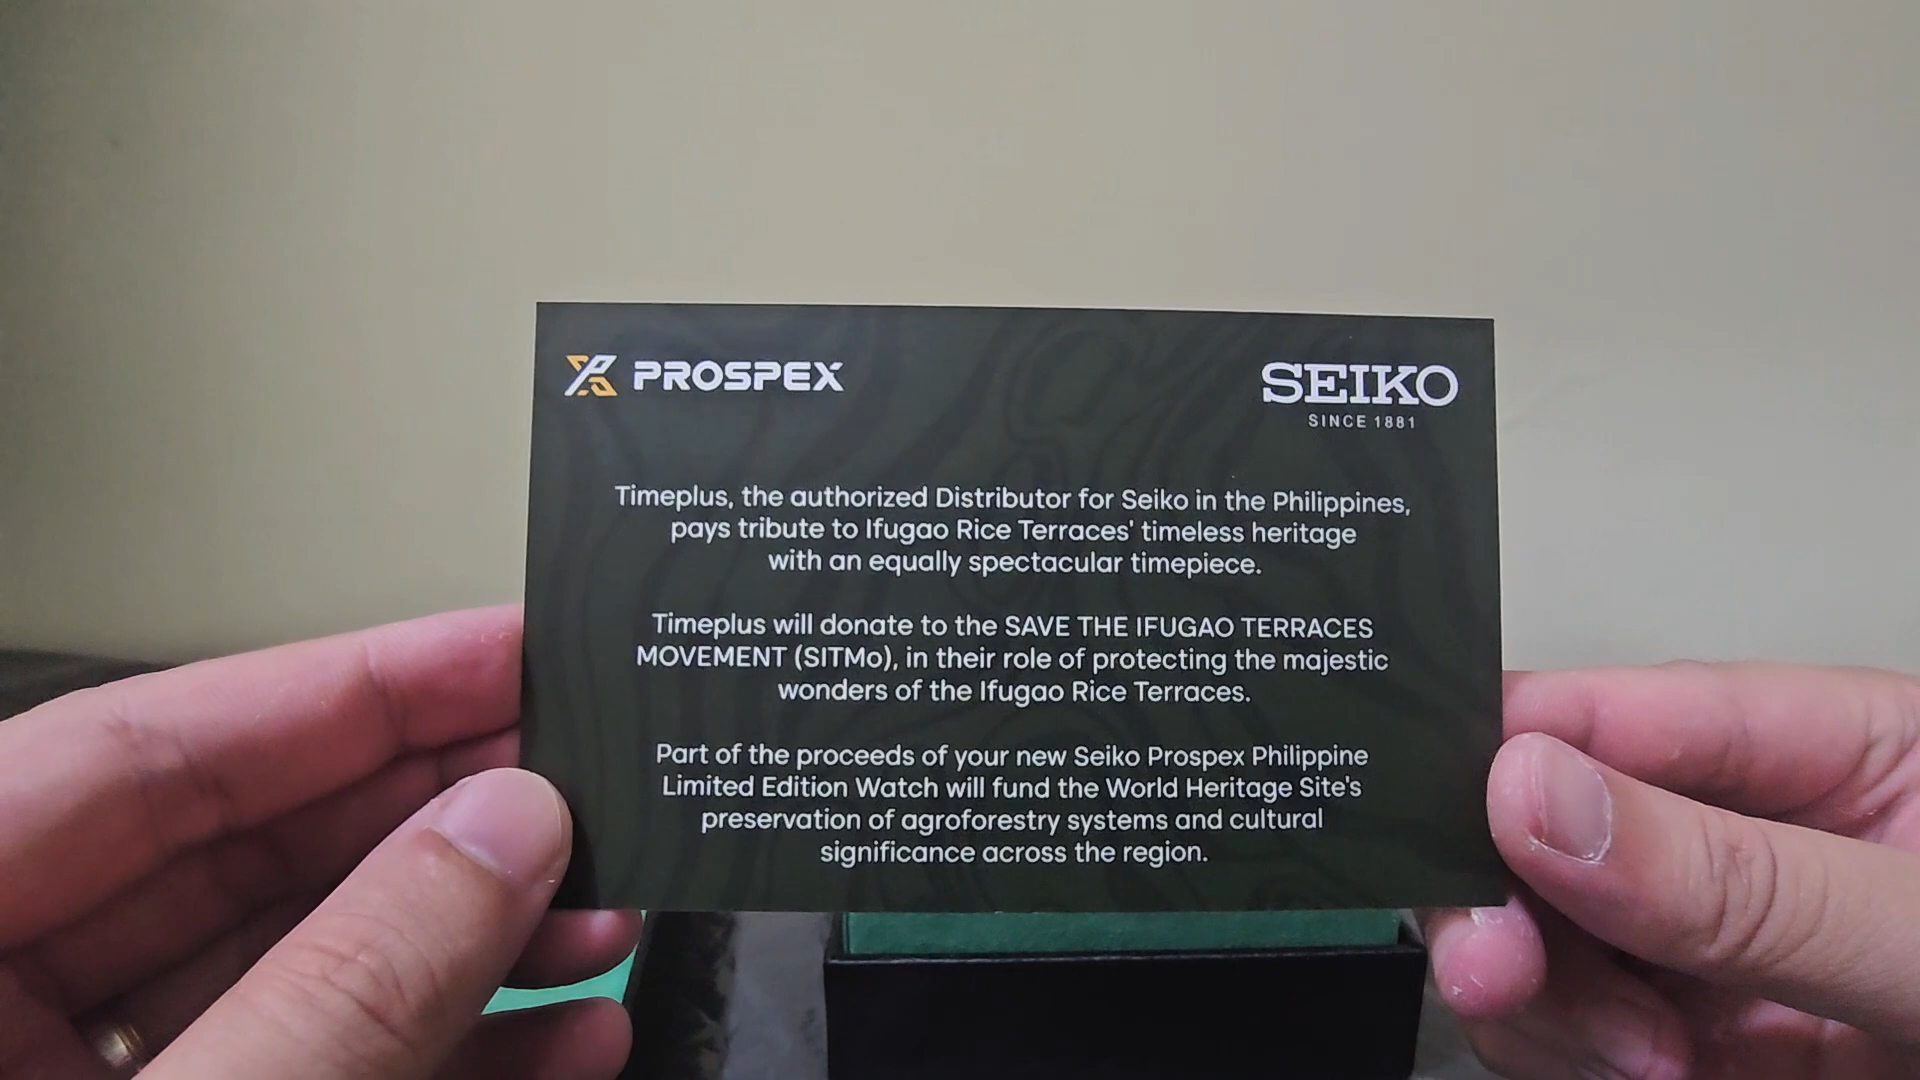 PROSPEX
SEIKO
SINCE 1881
Timeplus, the authorized Distributor for Seiko in the Philippines,
pays tribute to Ifugao Rice Terraces' timeless heritage
with an equally spectacular timepiece.
Timeplus will donate to the SAVE THE IFUGAO TERRACES
MOVEMENT (SITMo), in their role of protecting the majestic
wonders of the Ifugao Rice Terraces.
Part of the proceeds of your new Seiko Prospex Philippine
Limited Edition Watch will fund the World Heritage Site's
preservation of agroforestry systems and cultural
significance across the region.